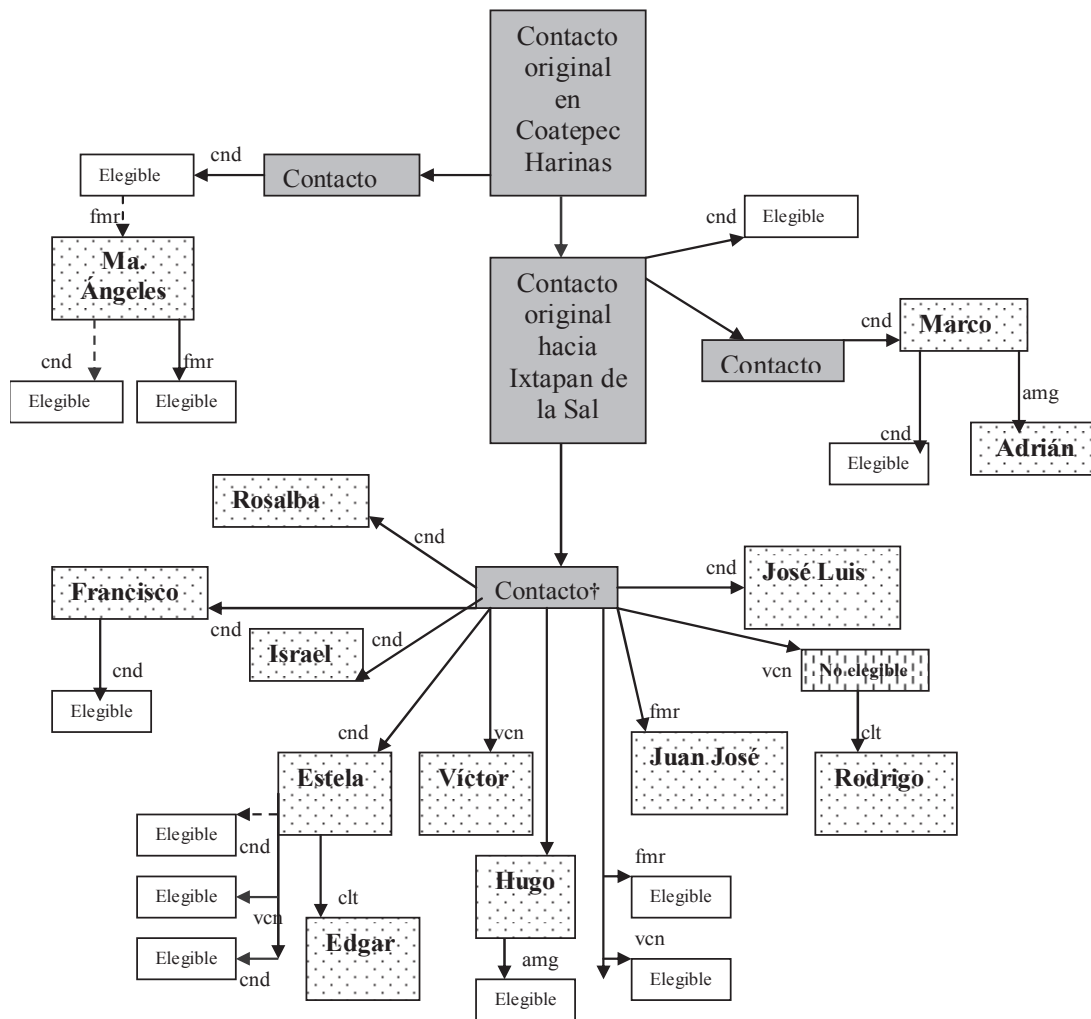 Contacto
original
en
Coatepec
Harinas
cnd
Elegible
Contacto
fmr
Ma.
Ángeles
cnd
fmr
Elegible
Elegible
cnd
Elegible
Contacto
original
hacia
Ixtapan de
la Sal
cnd
Marco
Contacto
amg
cnd
Elegible
Adrián
Rosalba
cnd
Contacto†
cnd
José Luis
Francisco
cnd
cnd
Israel
cnd
Elegible
vcn
No elegible
clt
Rodrigo
fmr
Juan José
cnd
Estela
vcn
Víctor
Elegible
cnd
Elegible
vcn
Elegible
cnd
clt
Edgar
Hugo
amg
Elegible
fmr
Elegible
vcn
Elegible